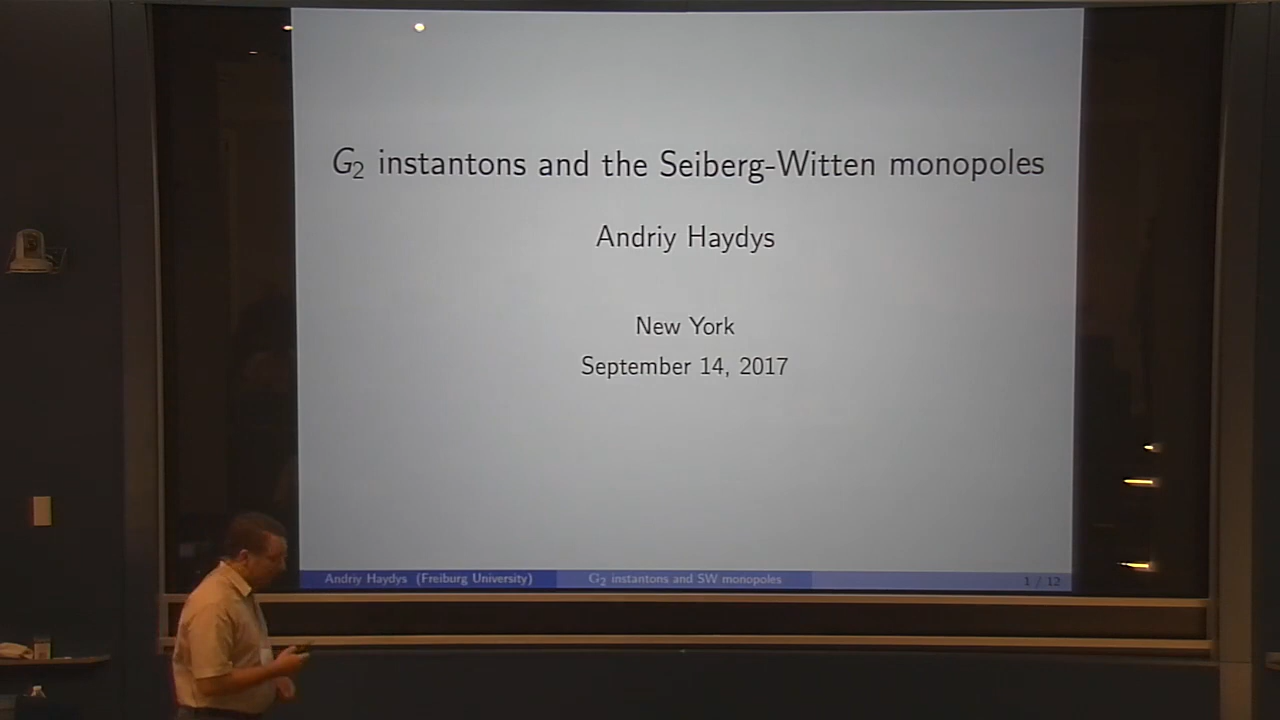 G₂ instantons and the Seiberg-Witten monopoles
Andriy Haydys
New York
September 14, 2017
Andriy Haydys (Freiburg University) G₂ instantons and SW monopoles 1 / 12